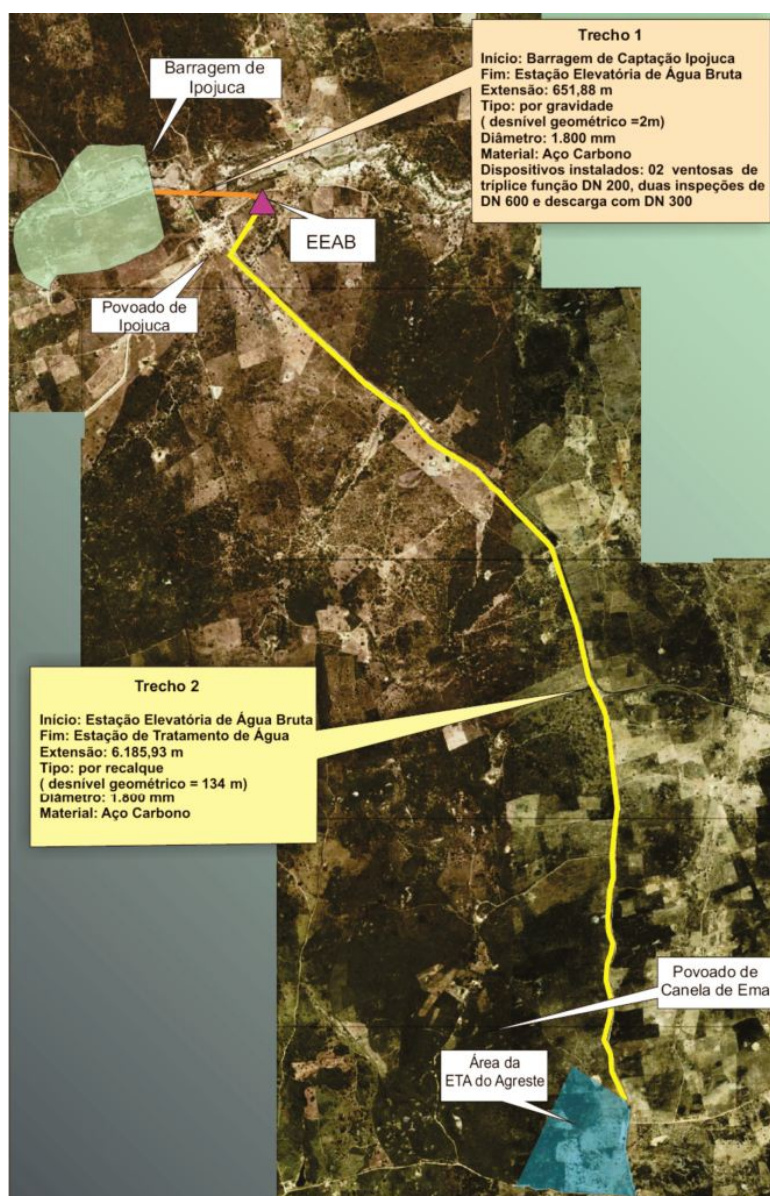 Trecho 1
Início: Barragem de Captação Ipojuca
Fim: Estação Elevatória de Água Bruta
Extensão: 651,88 m
Tipo: por gravidade
( desnível geométrico =2m)
Diâmetro: 1.800 mm
Material: Aço Carbono
Dispositivos instalados: 02 ventosas de
tríplice função DN 200, duas inspeções de
DN 600 e descarga com DN 300
Barragem de
Ipojuca
EEAB
Povoado de
Ipojuca
Trecho 2
Início: Estação Elevatória de Água Bruta
Fim: Estação de Tratamento de Água
Extensão: 6.185,93 m
Tipo: por recalque
( desnível geométrico = 134 m)
Diâmetro: 1.800 mm
Material: Aço Carbono
Povoado de
Canela de Ema
Área da
ETA do Agreste